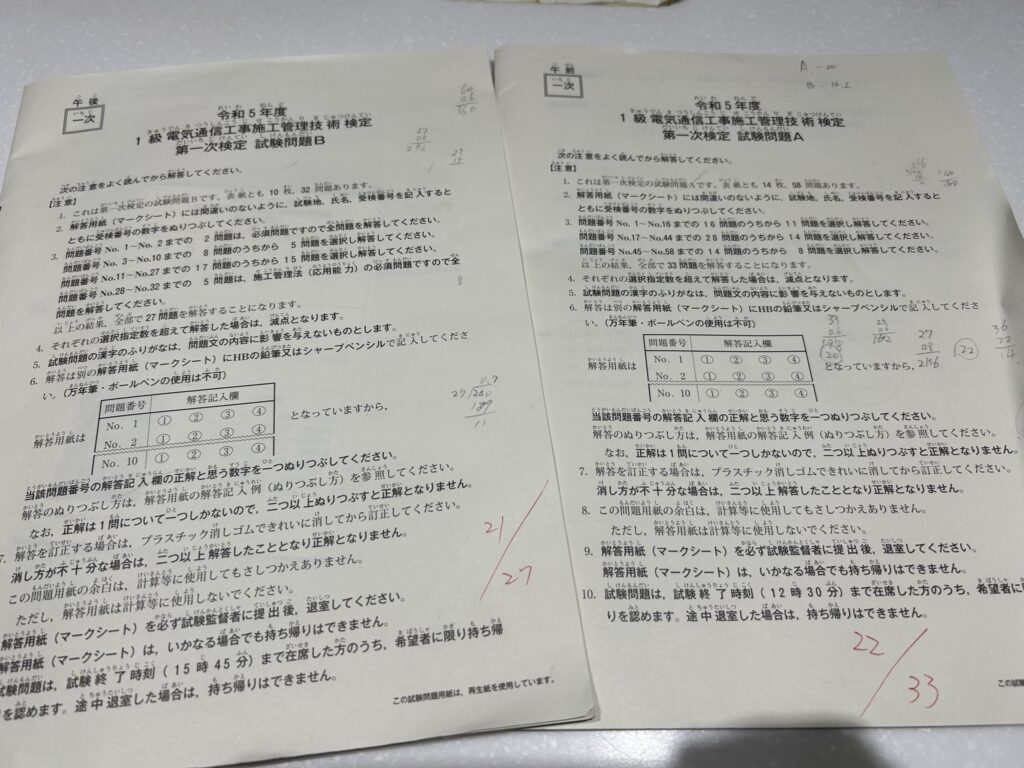 午後
一次
令和5年度
1級電気通信工事施工管理技術検定
第一次検定 試験問題B
次の注意をよく読んでから解答してください。
【注意】
1. これは第一次検定の試験問題Bです。表紙とも10枚, 32問題あります。
2. 解答用紙(マークシート)には間違いのないように, 試験地, 氏名, 受検番号を記入すると
ともに受検番号の数字をぬりつぶしてください。
3. 問題番号 No. 1~No. 2までの 2問題は, 必須問題ですので全問題を解答してください。
問題番号 No. 3~No.10までの 8問題のうちから 5問題を選択し解答してください。
問題番号 No.11~No.27までの 17問題のうちから 15問題を選択し解答してください。
問題番号 No.28~No.32までの 5問題は, 施工管理法(応用能力)の必須問題ですので全
問題を解答してください。
以上の結果, 全部で27問題を解答することになります。
4. それぞれの選択指定数を超えて解答した場合は, 減点となります。
5. 試験問題の漢字のふりがなは, 問題文の内容に影響を与えないものとします。
6. 解答は別の解答用紙(マークシート)にHBの鉛筆又はシャープペンシルで記入してくださ
い。(万年筆・ボールペンの使用は不可)
問題番号 解答記入欄
No. 1 ① ② ③ ④
解答用紙は No. 2 ① ② ③ ④ となっていますから,
No. 10 ① ② ③ ④
当該問題番号の解答記入欄の正解と思う数字を一つぬりつぶしてください。
解答のぬりつぶし方は, 解答用紙の解答記入例(ぬりつぶし方)を参照してください。
なお, 正解は1問について一つしかないので, 二つ以上ぬりつぶすと正解となりません。
7. 解答を訂正する場合は, プラスチック消しゴムできれいに消してから訂正してください。
消し方が不十分な場合は, 二つ以上解答したこととなり正解となりません。
この問題用紙の余白は, 計算等に使用してもさしつかえありません。
ただし, 解答用紙は計算等に使用しないでください。
解答用紙(マークシート)を必ず試験監督者に提出後, 退室してください。
解答用紙(マークシート)は, いかなる場合でも持ち帰りはできません。
試験問題は, 試験終了時刻(15時45分)まで在席した方のうち, 希望者に限り持ち帰
りを認めます。途中退室した場合は, 持ち帰りはできません。
この試験問題用紙は, 再生紙を使用しています。
21/27
午前
一次
A-20
令和5年度
1級電気通信工事施工管理技術検定
第一次検定 試験問題A
次の注意をよく読んでから解答してください。
【注意】
1. これは第一次検定の試験問題Aです。表紙とも14枚, 58問題あります。
2. 解答用紙(マークシート)には間違いのないように, 試験地, 氏名, 受検番号を記入すると
ともに受検番号の数字をぬりつぶしてください。
3. 問題番号 No. 1~No.16までの 16問題のうちから 11問題を選択し解答してください。
問題番号 No.17~No.44までの 28問題のうちから 14問題を選択し解答してください。
問題番号 No.45~No.58までの 14問題のうちから 8問題を選択し解答してください。
以上の結果, 全部で33問題を解答することになります。
4. それぞれの選択指定数を超えて解答した場合は, 減点となります。
5. 試験問題の漢字のふりがなは, 問題文の内容に影響を与えないものとします。
6. 解答は別の解答用紙(マークシート)にHBの鉛筆又はシャープペンシルで記入してくださ
い。(万年筆・ボールペンの使用は不可)
問題番号 解答記入欄
No. 1 ① ② ③ ④
解答用紙は No. 2 ① ② ③ ④ となっていますから,
No. 10 ① ② ③ ④
当該問題番号の解答記入欄の正解と思う数字を一つぬりつぶしてください。
解答のぬりつぶし方は, 解答用紙の解答記入例(ぬりつぶし方)を参照してください。
なお, 正解は1問について一つしかないので, 二つ以上ぬりつぶすと正解となりません。
7. 解答を訂正する場合は, プラスチック消しゴムできれいに消してから訂正してください。
消し方が不十分な場合は, 二つ以上解答したこととなり正解となりません。
8. この問題用紙の余白は, 計算等に使用してもさしつかえありません。
ただし, 解答用紙は計算等に使用しないでください。
9. 解答用紙(マークシート)を必ず試験監督者に提出後, 退室してください。
解答用紙(マークシート)は, いかなる場合でも持ち帰りはできません。
10. 試験問題は, 試験終了時刻(12時30分)まで在席した方のうち, 希望者に
りを認めます。途中退室した場合は, 持ち帰りはできません。
この試験問題
22/33